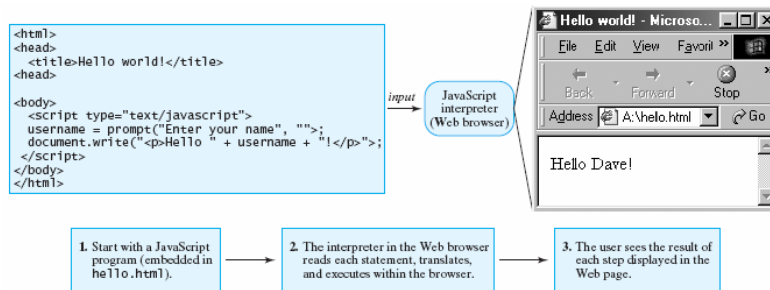 <html>
<head>
<title>Hello world!</title>
<head>
<body>
<script type="text/javascript">
username = prompt("Enter your name", "">;
document.write("<p>Hello " + username + "!</p>">;
</script>
</body>
</html>
input
JavaScript
interpreter
(Web browser)
Hello world! - Microso...
File Edit View Favorit »
Back Forward Stop »
Address A:\hello.html Go
Hello Dave!
1. Start with a JavaScript
program (embedded in
hello.html).
2. The interpreter in the Web browser
reads each statement, translates,
and executes within the browser.
3. The user sees the result of
each step displayed in the
Web page.